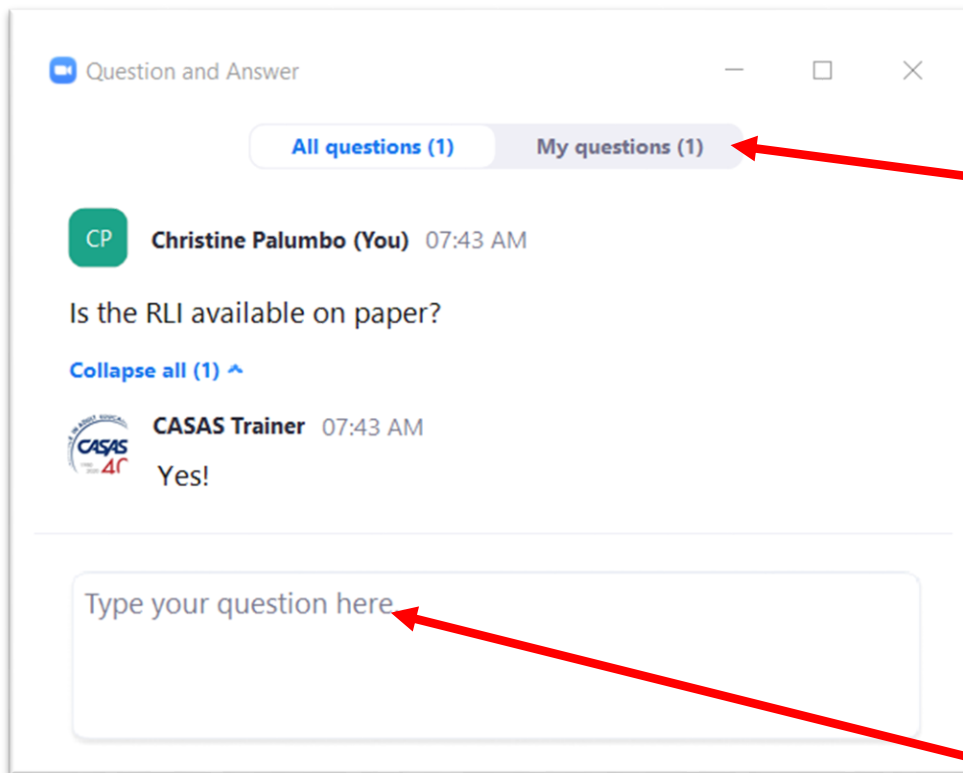 Question and Answer
All questions (1) My questions (1)
CP Christine Palumbo (You) 07:43 AM
Is the RLI available on paper?
Collapse all (1)
CASAS Trainer 07:43 AM
CASAS
40
Yes!
Type your question here